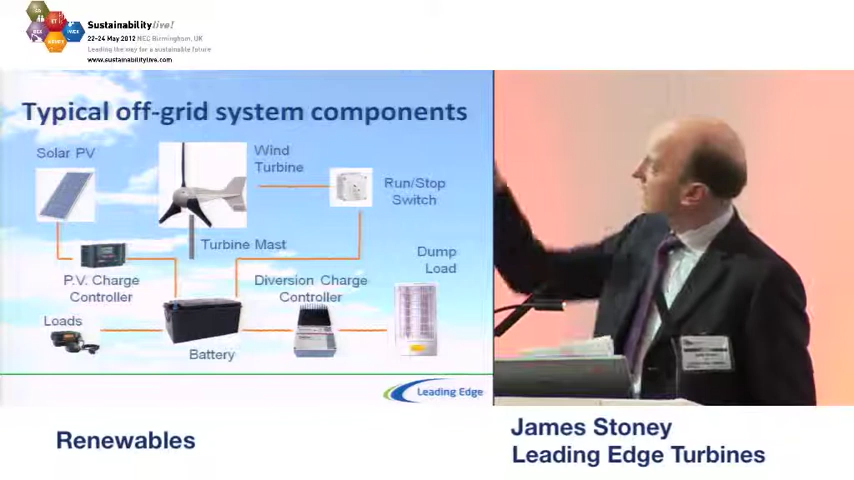 Sustainabilitylive!
22-24 May 2012 NEC Birmingham, UK
Leading the way for a sustainable future
www.sustainabilitylive.com
Typical off-grid system components
Solar PV
Wind
Turbine
Run/Stop
Switch
Turbine Mast
Dump
Load
P.V. Charge
Controller
Diversion Charge
Controller
Loads
Battery
Leading Edge
Renewables
James Stoney
Leading Edge Turbines